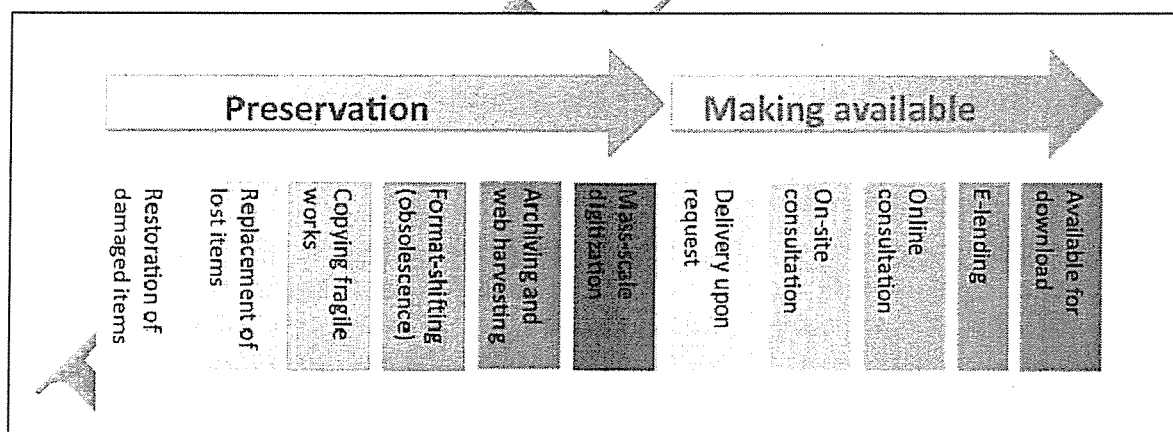 Preservation
Making available
Restoration of
damaged items
Replacement of
lost items
Copying fragile
works
Format-shifting
(obsolescence)
Archiving and
web harvesting
Mass-scale
digitization
Delivery upon
request
On-site
consultation
Online
consultation
E-lending
Available for
download